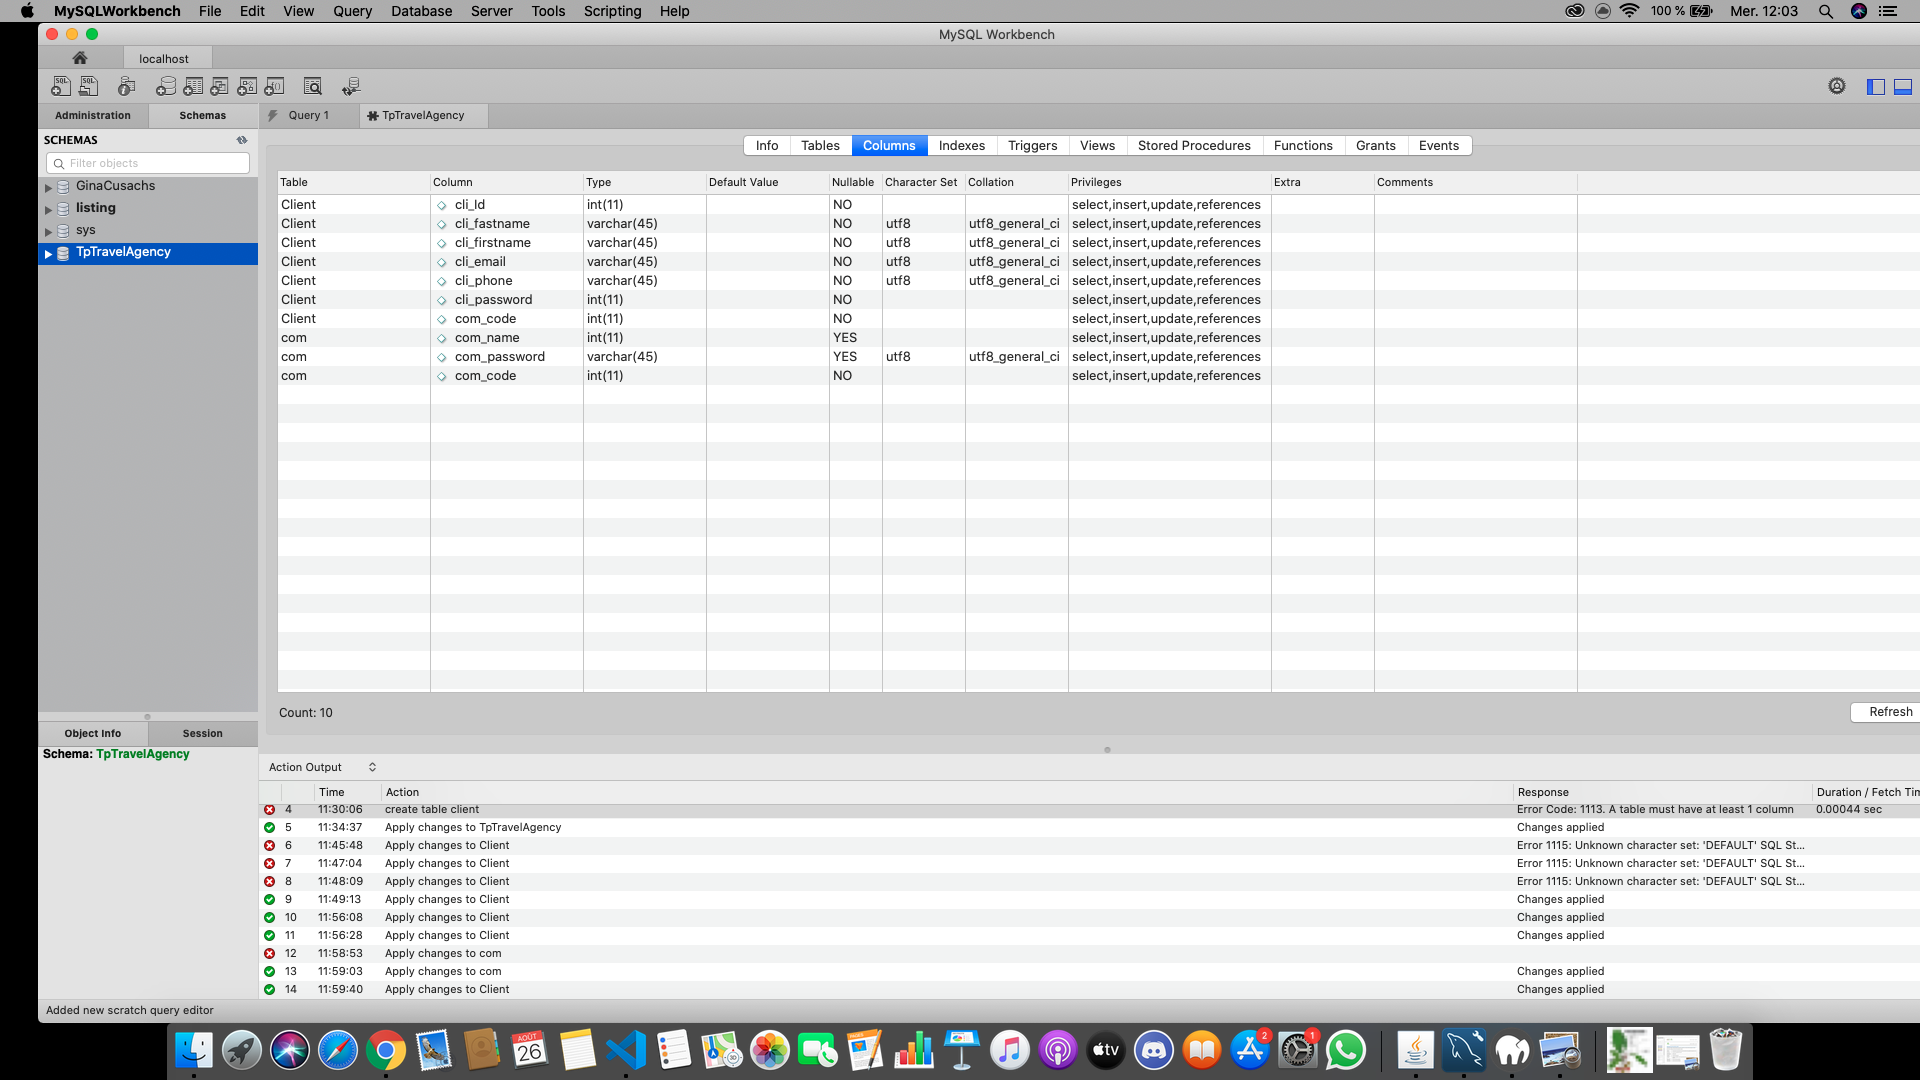 MySQLWorkbench File Edit View Query Database Server Tools Scripting Help 100 % Mer. 12:03
MySQL Workbench
localhost
Administration Schemas Query 1 TpTravelAgency
SCHEMAS
Filter objects
GinaCusachs
listing
sys
TpTravelAgency
Info Tables Columns Indexes Triggers Views Stored Procedures Functions Grants Events
Table Column Type Default Value Nullable Character Set Collation Privileges Extra Comments
Client cli_Id int(11) NO select,insert,update,references
Client cli_fastname varchar(45) NO utf8 utf8_general_ci select,insert,update,references
Client cli_firstname varchar(45) NO utf8 utf8_general_ci select,insert,update,references
Client cli_email varchar(45) NO utf8 utf8_general_ci select,insert,update,references
Client cli_phone varchar(45) NO utf8 utf8_general_ci select,insert,update,references
Client cli_password int(11) NO select,insert,update,references
Client com_code int(11) NO select,insert,update,references
com com_name int(11) YES select,insert,update,references
com com_password varchar(45) YES utf8 utf8_general_ci select,insert,update,references
com com_code int(11) NO select,insert,update,references
Count: 10
Refresh
Object Info Session
Schema: TpTravelAgency
Action Output
Time Action Response Duration / Fetch Tim
4 11:30:06 create table client Error Code: 1113. A table must have at least 1 column 0.00044 sec
5 11:34:37 Apply changes to TpTravelAgency Changes applied
6 11:45:48 Apply changes to Client Error 1115: Unknown character set: 'DEFAULT' SQL St...
7 11:47:04 Apply changes to Client Error 1115: Unknown character set: 'DEFAULT' SQL St...
8 11:48:09 Apply changes to Client Error 1115: Unknown character set: 'DEFAULT' SQL St...
9 11:49:13 Apply changes to Client Changes applied
10 11:56:08 Apply changes to Client Changes applied
11 11:56:28 Apply changes to Client Changes applied
12 11:58:53 Apply changes to com
13 11:59:03 Apply changes to com Changes applied
14 11:59:40 Apply changes to Client Changes applied
Added new scratch query editor
AOÛT
26
tv
2
1